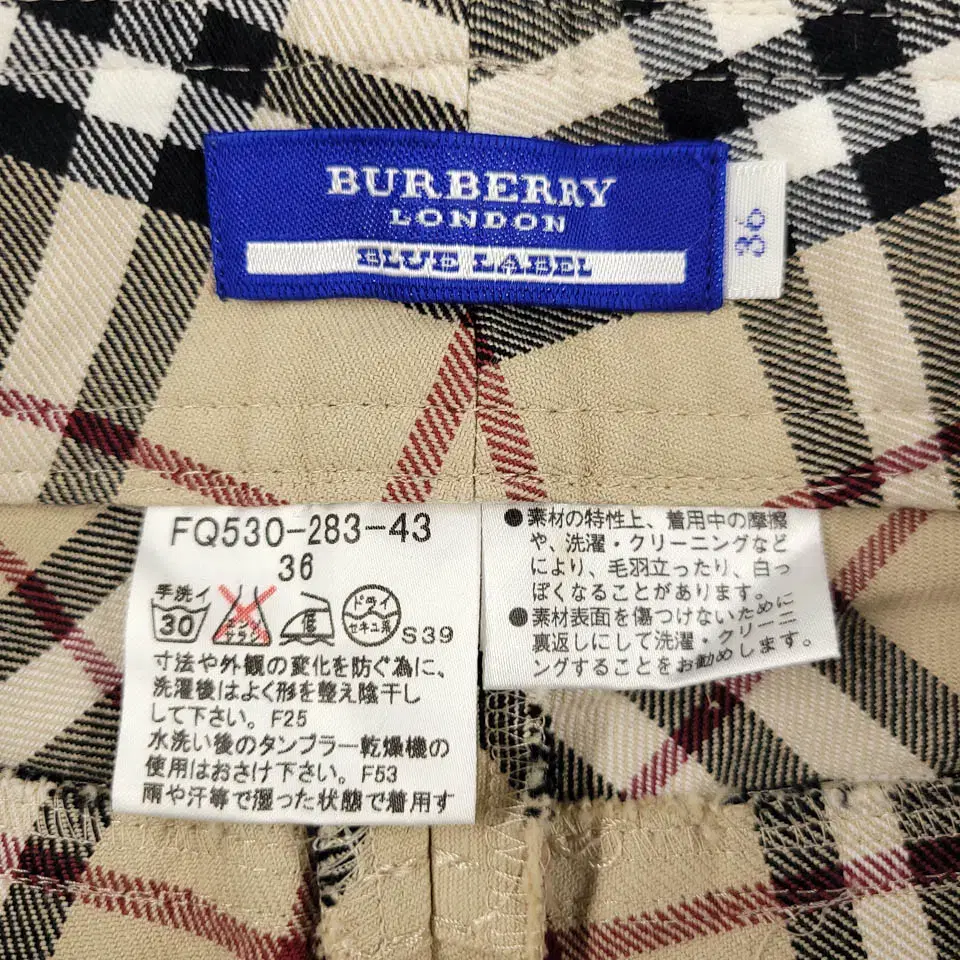 BURBERRY
LONDON
BLUE LABEL
36
FQ530-283-43
36
手洗イ
30
エンソ
サラシ
低
ドライ
セキユ系
S39
寸法や外観の変化を防ぐ為に、
洗濯後はよく形を整え陰干し
して下さい。F25
水洗い後のタンブラー乾燥機の
使用はおさけ下さい。F53
雨や汗等で湿った状態で着用す
●素材の特性上、着用中の摩擦
や、洗濯・クリーニングなど
により、毛羽立ったり、白っ
ぽくなることがあります。
●素材表面を傷つけないために
裏返しにして洗濯・クリーニ
ングすることをお勧めします。